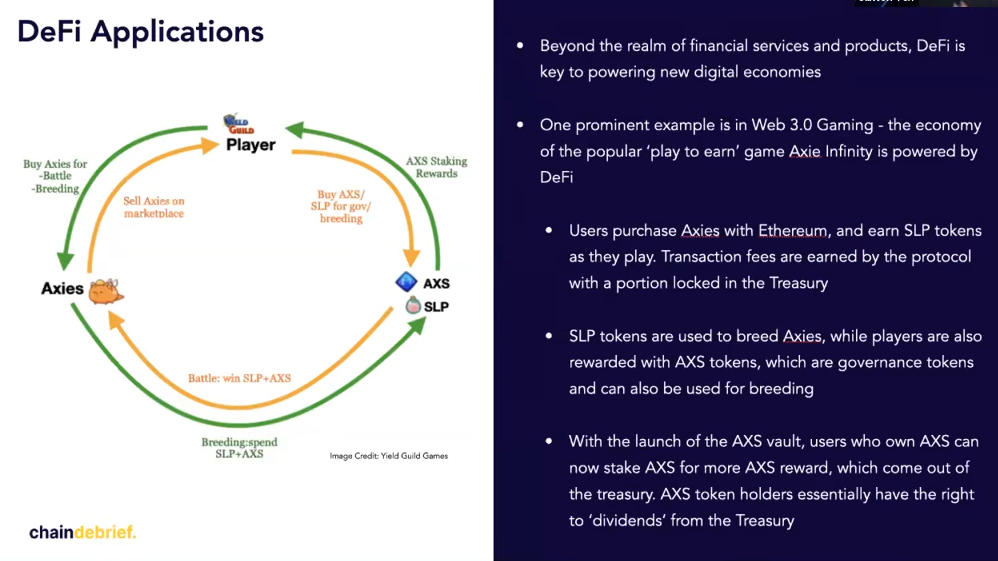 DeFi Applications
YIELD
GUILD
Player
Buy Axies for
-Battle
-Breeding
Sell Axies on
marketplace
AXS Staking
Rewards
Buy AXS/
SLP for gov/
breeding
Axies
AXS
SLP
Battle: win SLP+AXS
Breeding:spend
SLP+AXS
Image Credit: Yield Guild Games
chaindebrief.
• Beyond the realm of financial services and products, DeFi is
key to powering new digital economies
• One prominent example is in Web 3.0 Gaming - the economy
of the popular ‘play to earn’ game Axie Infinity is powered by
DeFi
• Users purchase Axies with Ethereum, and earn SLP tokens
as they play. Transaction fees are earned by the protocol
with a portion locked in the Treasury
• SLP tokens are used to breed Axies, while players are also
rewarded with AXS tokens, which are governance tokens
and can also be used for breeding
• With the launch of the AXS vault, users who own AXS can
now stake AXS for more AXS reward, which come out of
the treasury. AXS token holders essentially have the right
to ‘dividends’ from the Treasury